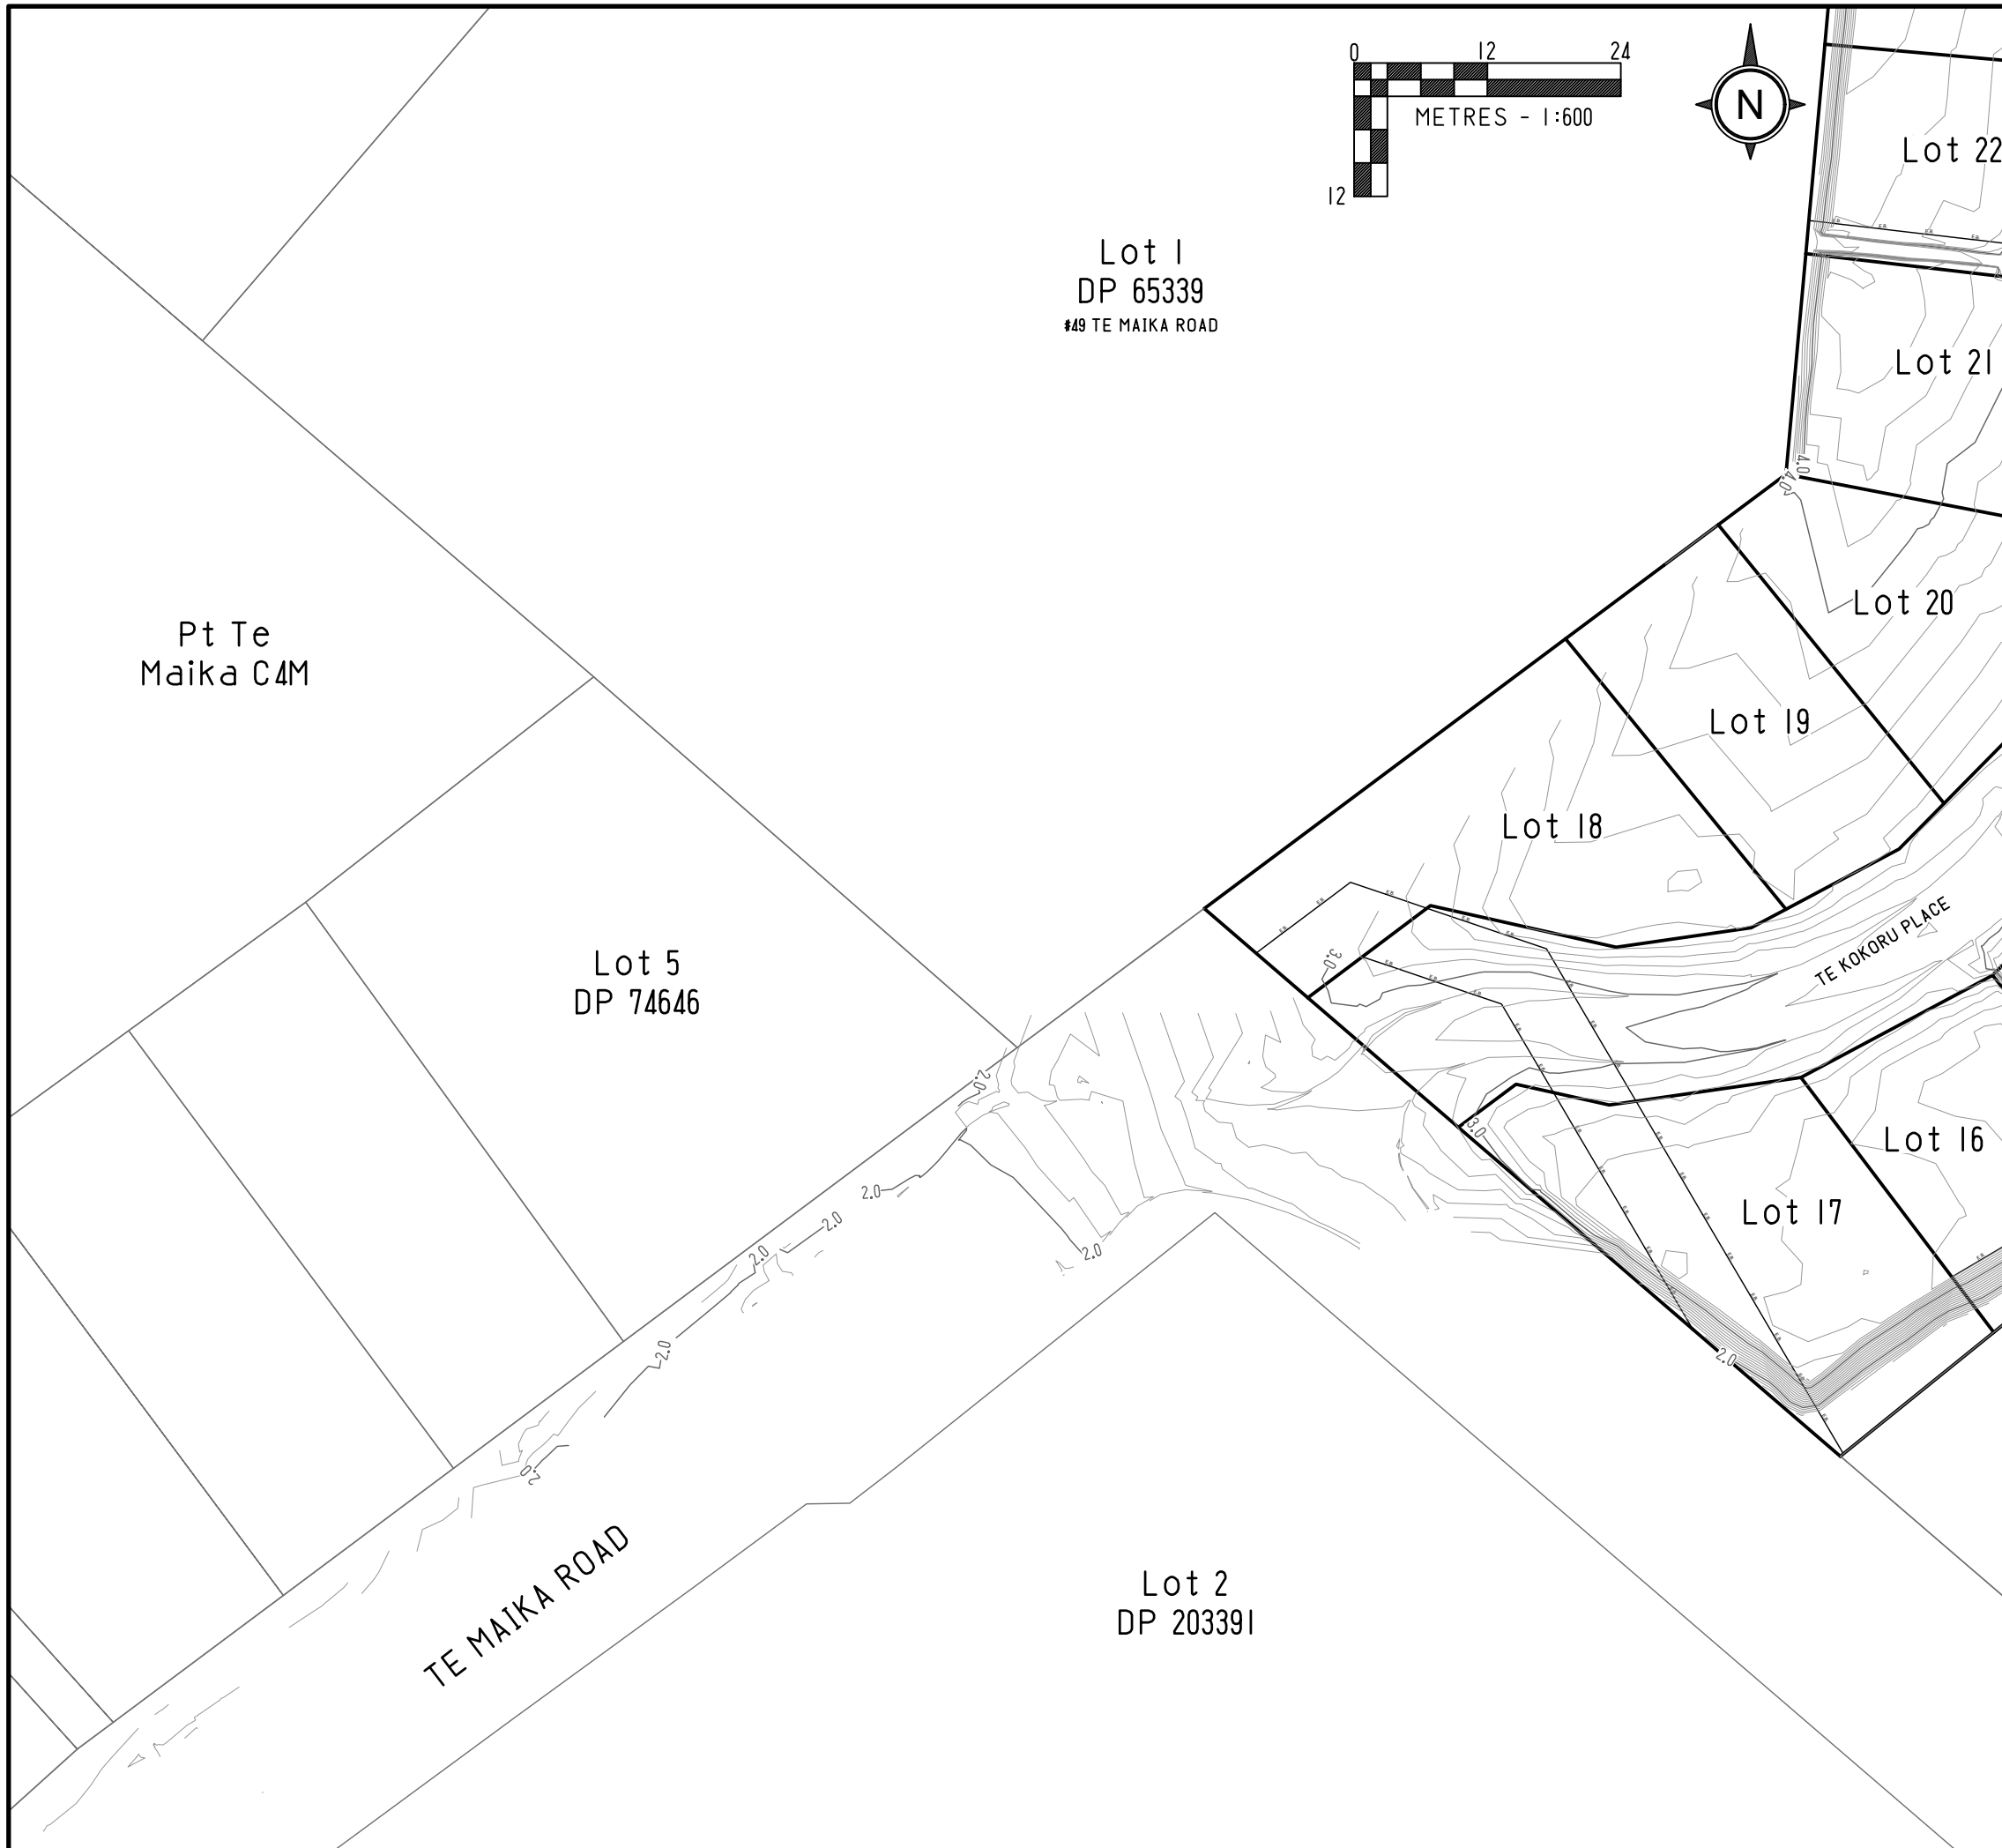 0 12 24
METRES - 1:600
12
N
Lot 22
Lot 1
DP 65339
#49 TE MAIKA ROAD
Lot 21
4.0
4.0
Lot 20
Pt Te
Maika C4M
Lot 19
Lot 18
TE KOKORU PLACE
Lot 5
DP 74646
3.0
2.0
3.0
Lot 16
2.0
2.0
Lot 17
2.0
2.0
2.0
2.0
2.0
TE MAIKA ROAD
Lot 2
DP 203391